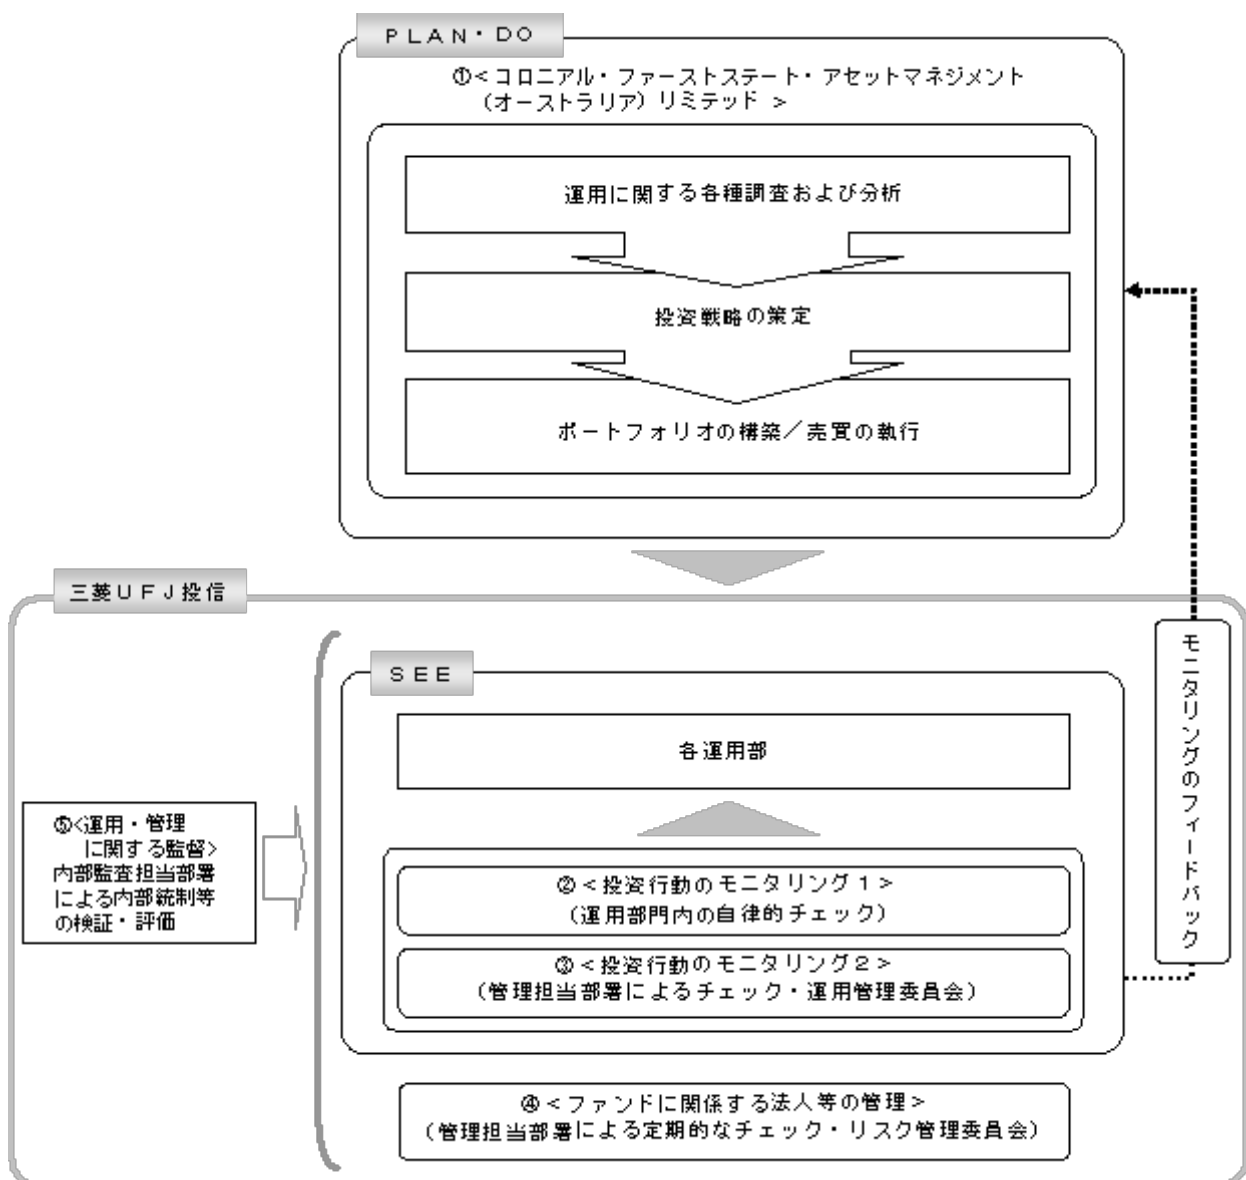 ＰＬＡＮ・ＤＯ
①＜コロニアル・ファーストステート・アセットマネジメント
（オーストラリア）リミテッド ＞
運用に関する各種調査および分析
投資戦略の策定
ポートフォリオの構築／売買の執行
三菱ＵＦＪ投信
ＳＥＥ
各運用部
②＜投資行動のモニタリング１＞
（運用部門内の自律的チェック）
③＜投資行動のモニタリング２＞
（管理担当部署によるチェック・運用管理委員会）
④＜ファンドに関係する法人等の管理＞
（管理担当部署による定期的なチェック・リスク管理委員会）
⑤＜運用・管理
に関する監督＞
内部監査担当部署
による内部統制等
の検証・評価
モニタリングのフィードバック